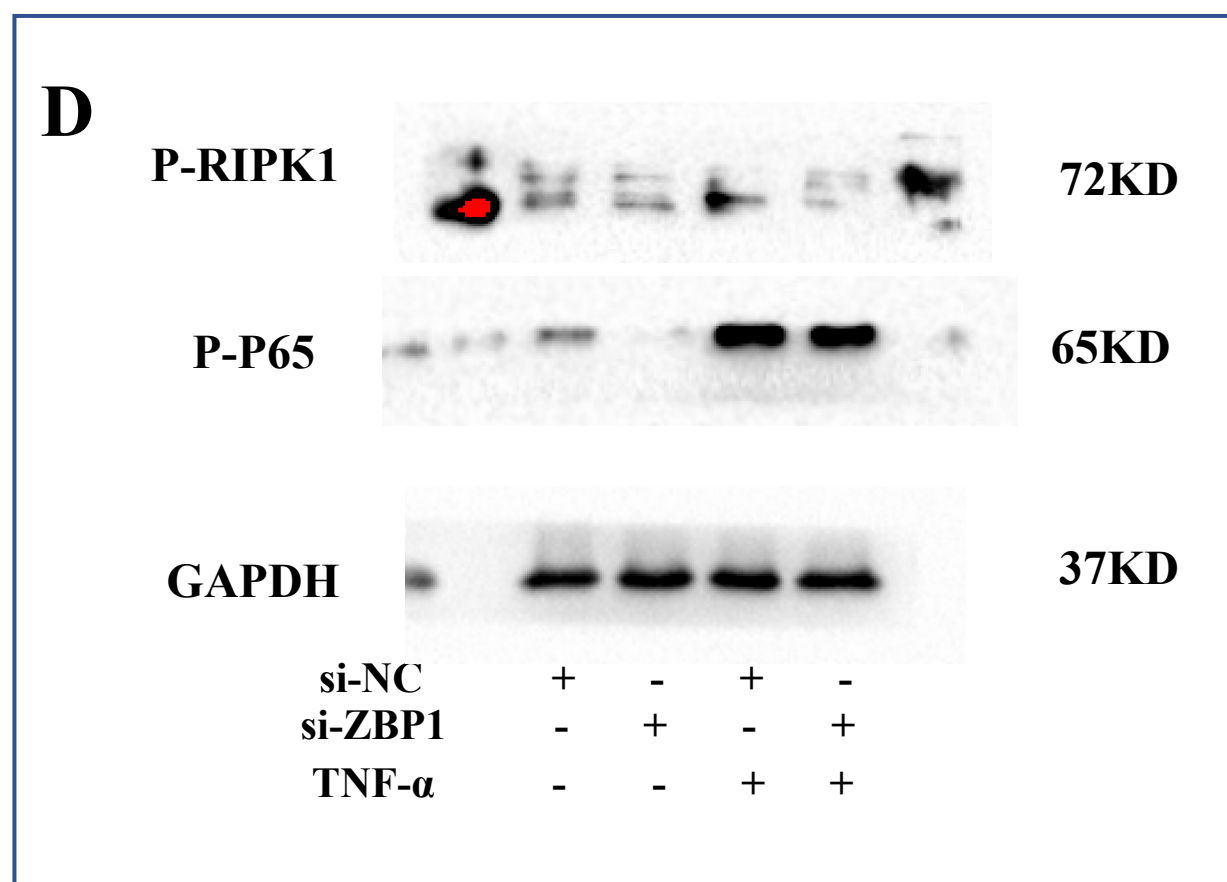 D
P-RIPK1 72KD
P-P65 65KD
GAPDH 37KD
si-NC + - + -
si-ZBP1 - + - +
TNF-α - - + +